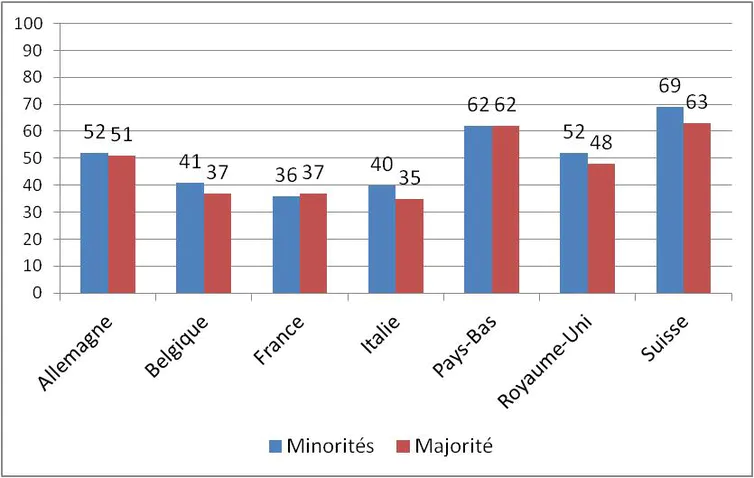 100
90
80
70
60
50
40
30
20
10
0
52 51
41 37
36 37
40 35
62 62
52 48
69 63
Allemagne
Belgique
France
Italie
Pays-Bas
Royaume-Uni
Suisse
Minorités Majorité